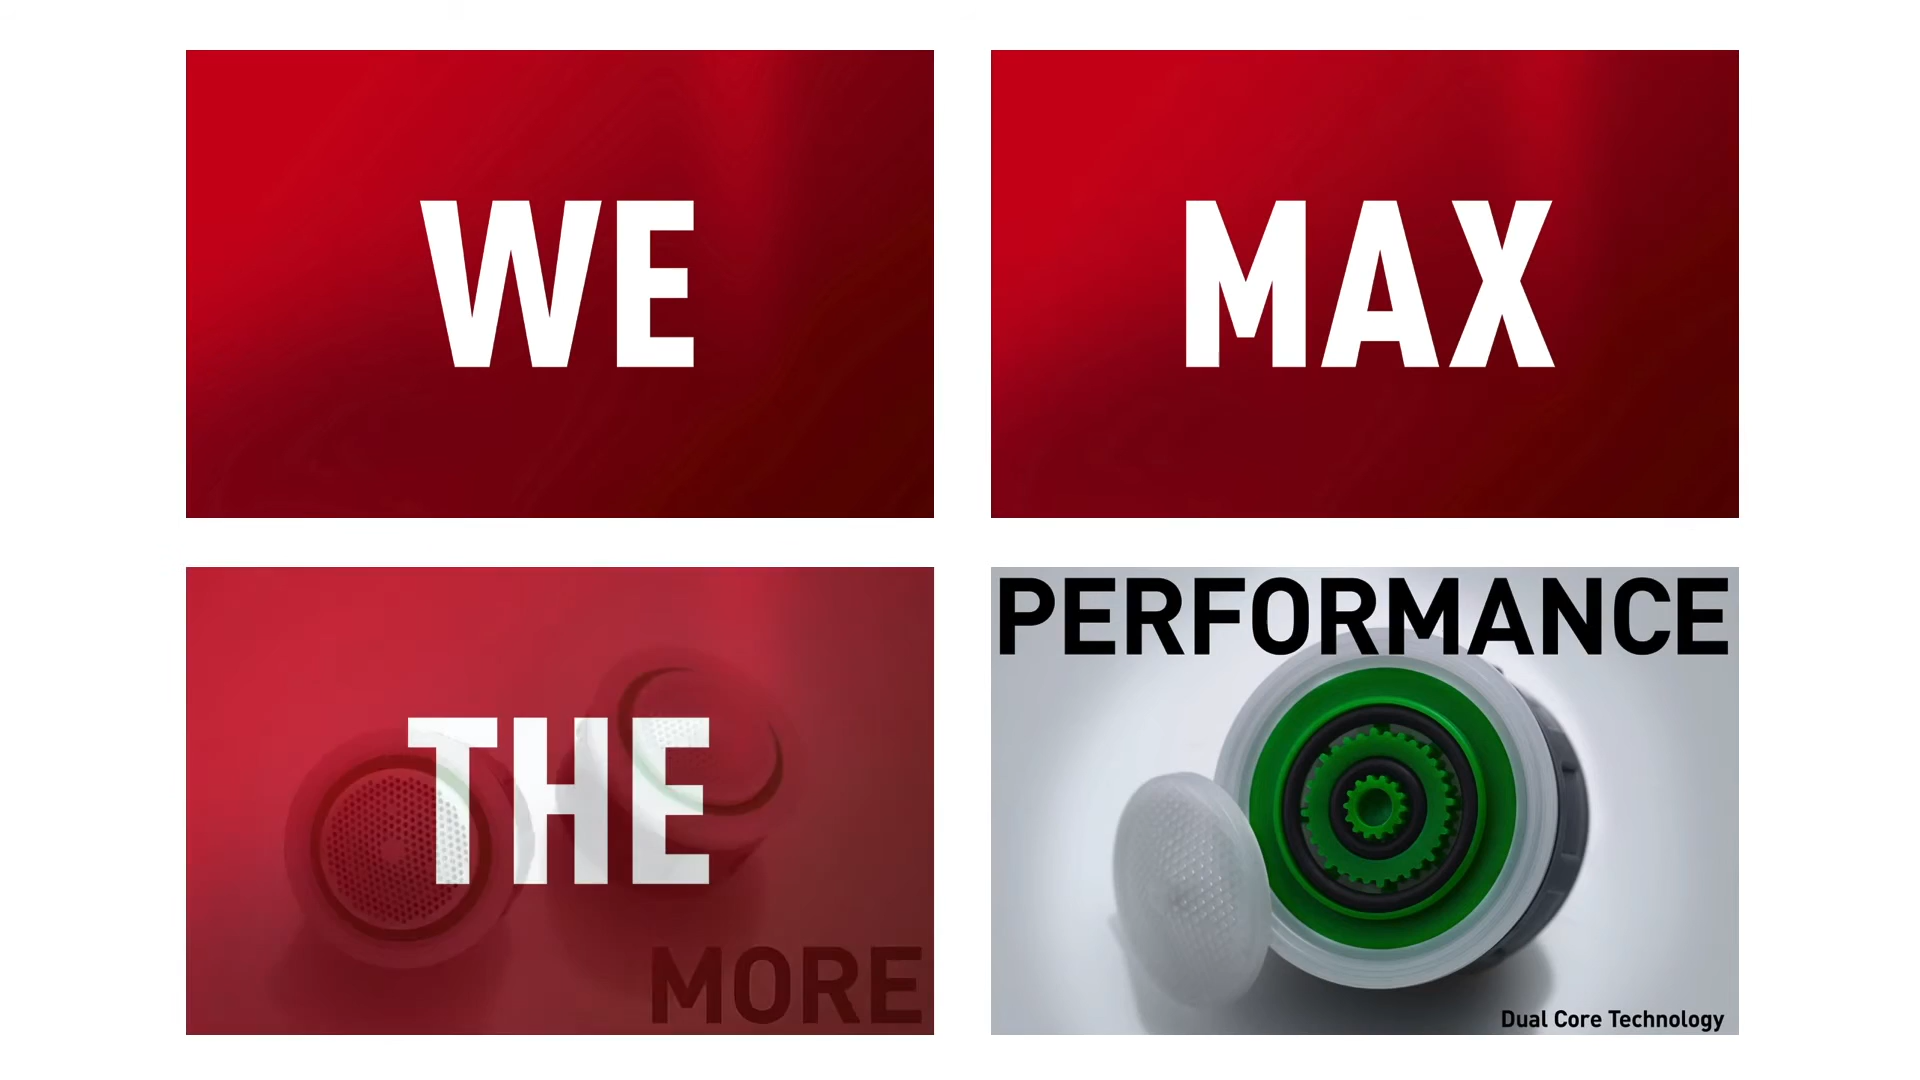 WE
MAX
THE
MORE
PERFORMANCE
Dual Core Technology